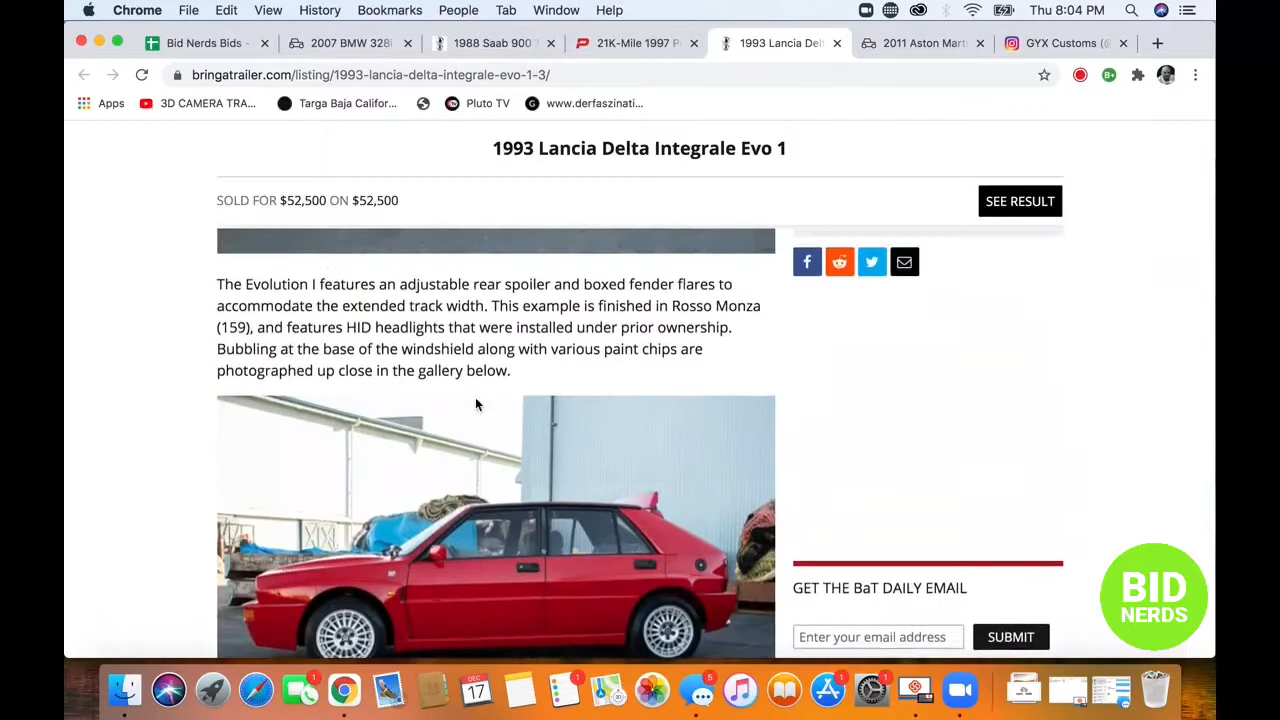 Chrome File Edit View History Bookmarks People Tab Window Help Thu 8:04 PM
Bid Nerds Bids - 2007 BMW 328i 1988 Saab 900 T 21K-Mile 1997 P 1993 Lancia Del 2011 Aston Mart GYX Customs (@
bringatrailer.com/listing/1993-lancia-delta-integrale-evo-1-3/
Apps 3D CAMERA TRA... Targa Baja Califor... Pluto TV www.derfaszinati...
1993 Lancia Delta Integrale Evo 1
SOLD FOR $52,500 ON $52,500
SEE RESULT
The Evolution I features an adjustable rear spoiler and boxed fender flares to
accommodate the extended track width. This example is finished in Rosso Monza
(159), and features HID headlights that were installed under prior ownership.
Bubbling at the base of the windshield along with various paint chips are
photographed up close in the gallery below.
GET THE BaT DAILY EMAIL
Enter your email address SUBMIT
BID
NERDS
DEC
17
1
1
5
1
1